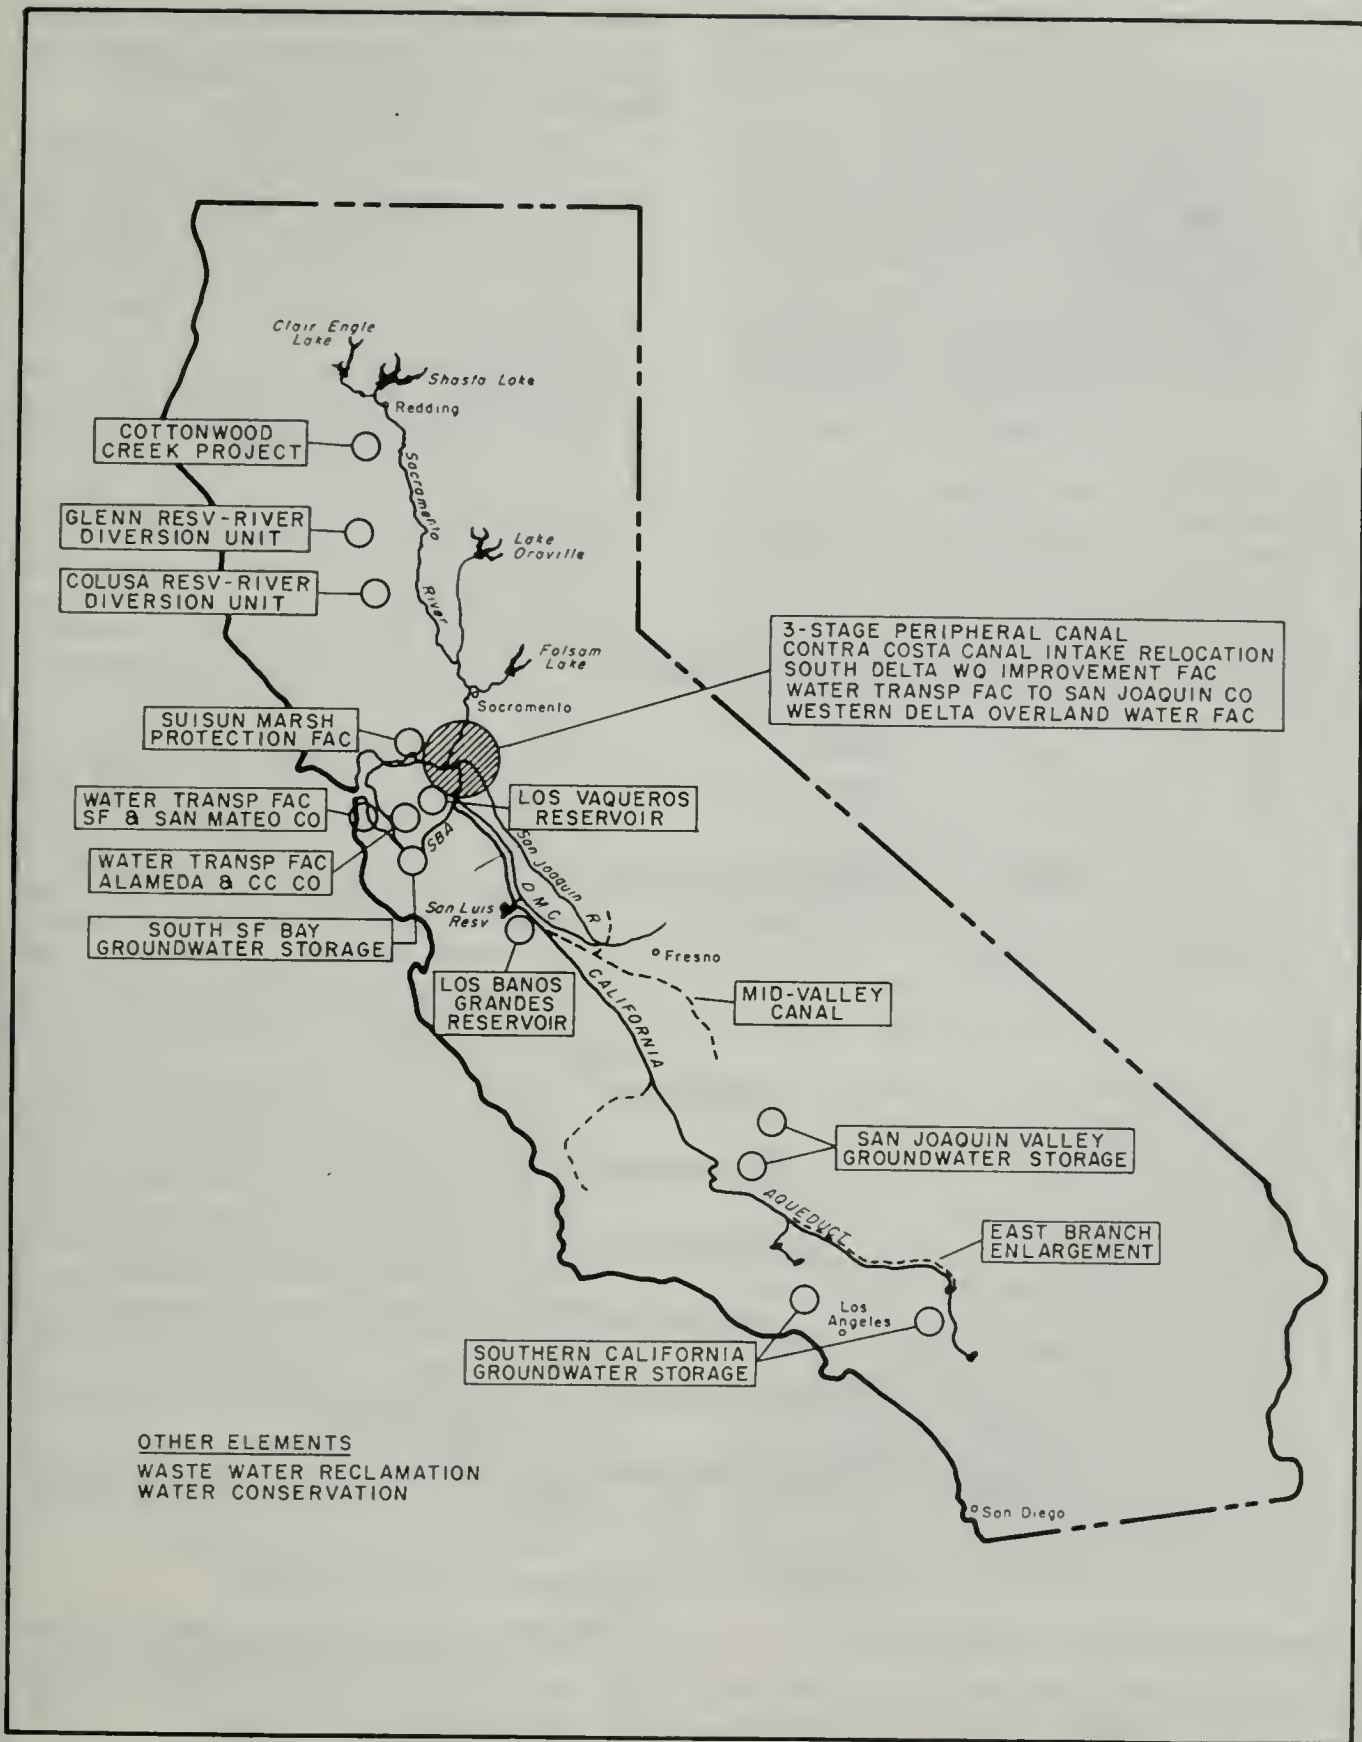 Clair Engle
Lake
Shasta Lake
Redding
COTTONWOOD
CREEK PROJECT
Sacramento
River
GLENN RESV-RIVER
DIVERSION UNIT
Lake
Oroville
COLUSA RESV-RIVER
DIVERSION UNIT
3-STAGE PERIPHERAL CANAL
CONTRA COSTA CANAL INTAKE RELOCATION
SOUTH DELTA WQ IMPROVEMENT FAC
WATER TRANSP FAC TO SAN JOAQUIN CO
WESTERN DELTA OVERLAND WATER FAC
Folsam
Lake
Sacramento
SUISUN MARSH
PROTECTION FAC
WATER TRANSP FAC
SF & SAN MATEO CO
LOS VAQUEROS
RESERVOIR
SBA
San Joaquin R
WATER TRANSP FAC
ALAMEDA & CC CO
DMC
San Luis
Resv
SOUTH SF BAY
GROUNDWATER STORAGE
Fresno
LOS BANOS
GRANDES
RESERVOIR
CALIFORNIA
MID-VALLEY
CANAL
SAN JOAQUIN VALLEY
GROUNDWATER STORAGE
AQUEDUCT
EAST BRANCH
ENLARGEMENT
Los
Angeles
SOUTHERN CALIFORNIA
GROUNDWATER STORAGE
OTHER ELEMENTS
WASTE WATER RECLAMATION
WATER CONSERVATION
San Diego